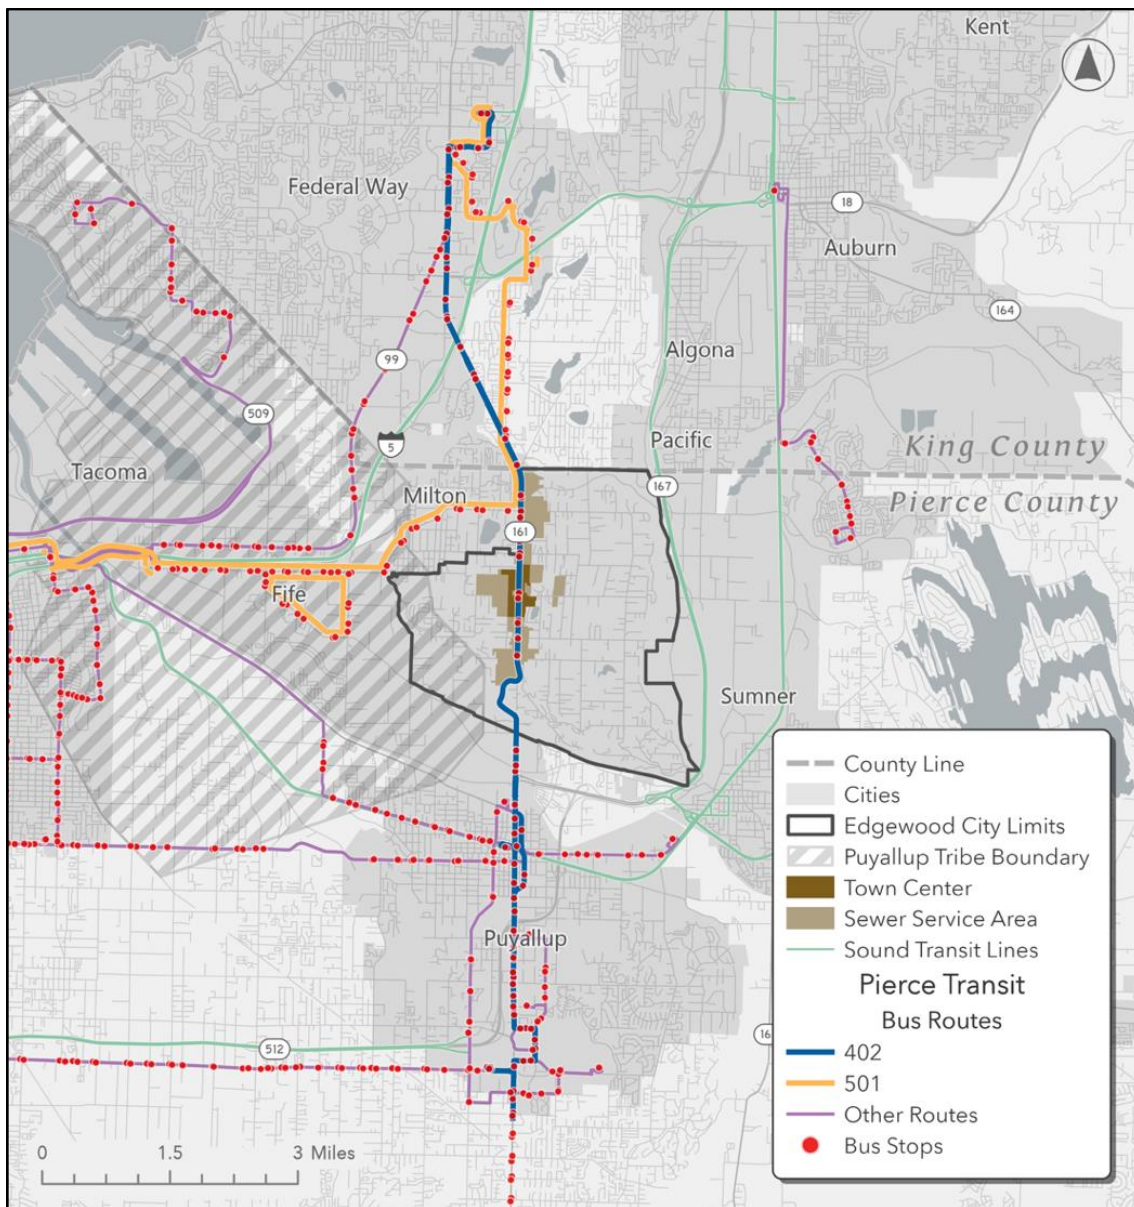 Kent
Federal Way
18
Auburn
164
Algona
99
509
5
Pacific
King County
Tacoma
Milton
167
Pierce County
161
Fife
Sumner
County Line
Cities
Edgewood City Limits
Puyallup Tribe Boundary
Town Center
Sewer Service Area
Sound Transit Lines
Pierce Transit
Bus Routes
402
501
Other Routes
Bus Stops
Puyallup
512
16
0 1.5 3 Miles